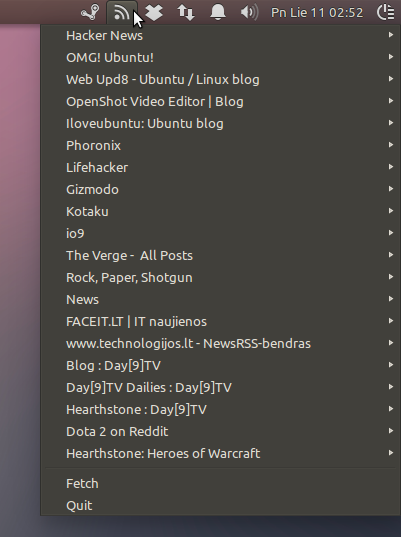 Pn Lie 11 02:52
Hacker News
OMG! Ubuntu!
Web Upd8 - Ubuntu / Linux blog
OpenShot Video Editor | Blog
Iloveubuntu: Ubuntu blog
Phoronix
Lifehacker
Gizmodo
Kotaku
io9
The Verge -  All Posts
Rock, Paper, Shotgun
News
FACEIT.LT | IT naujienos
www.technologijos.lt - NewsRSS-bendras
Blog : Day[9]TV
Day[9]TV Dailies : Day[9]TV
Hearthstone : Day[9]TV
Dota 2 on Reddit
Hearthstone: Heroes of Warcraft
Fetch
Quit